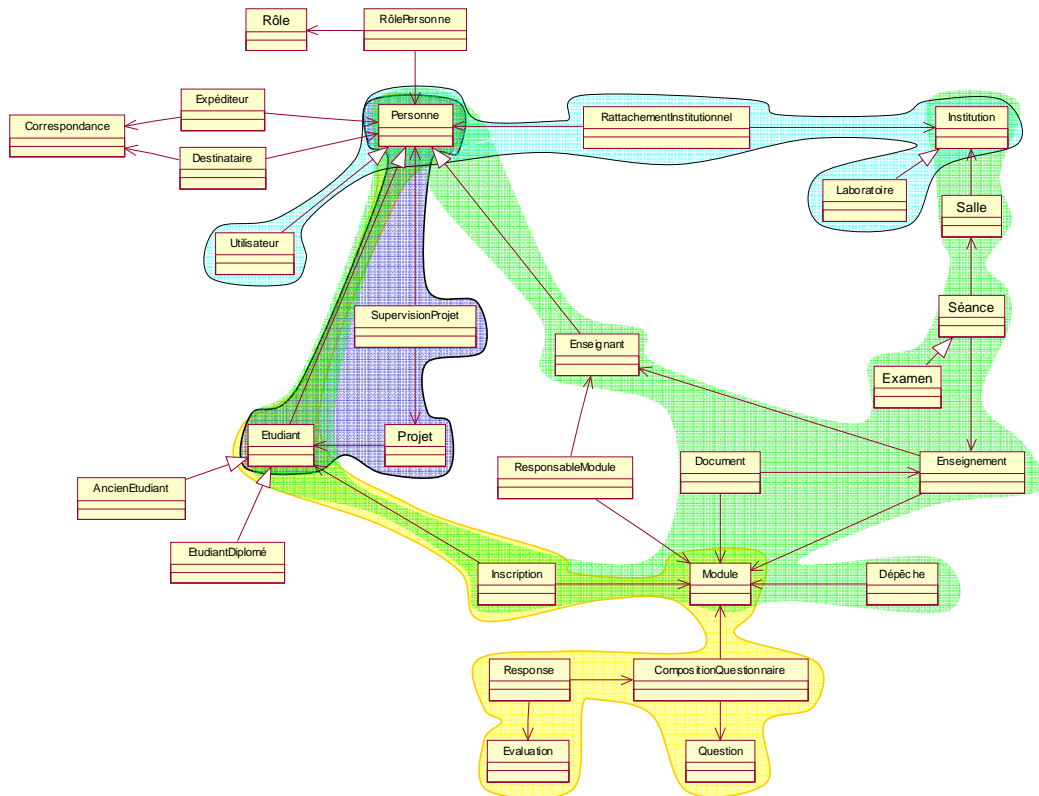 Rôle
RôlePersonne
Expéditeur
Personne
RattachementInstitutionnel
Institution
Correspondance
Destinataire
Laboratoire
Salle
Utilisateur
SupervisionProjet
Séance
Enseignant
Examen
Etudiant
Projet
ResponsableModule
Document
Enseignement
AncienEtudiant
EtudiantDiplomé
Inscription
Module
Dépêche
Response
CompositionQuestionnaire
Evaluation
Question